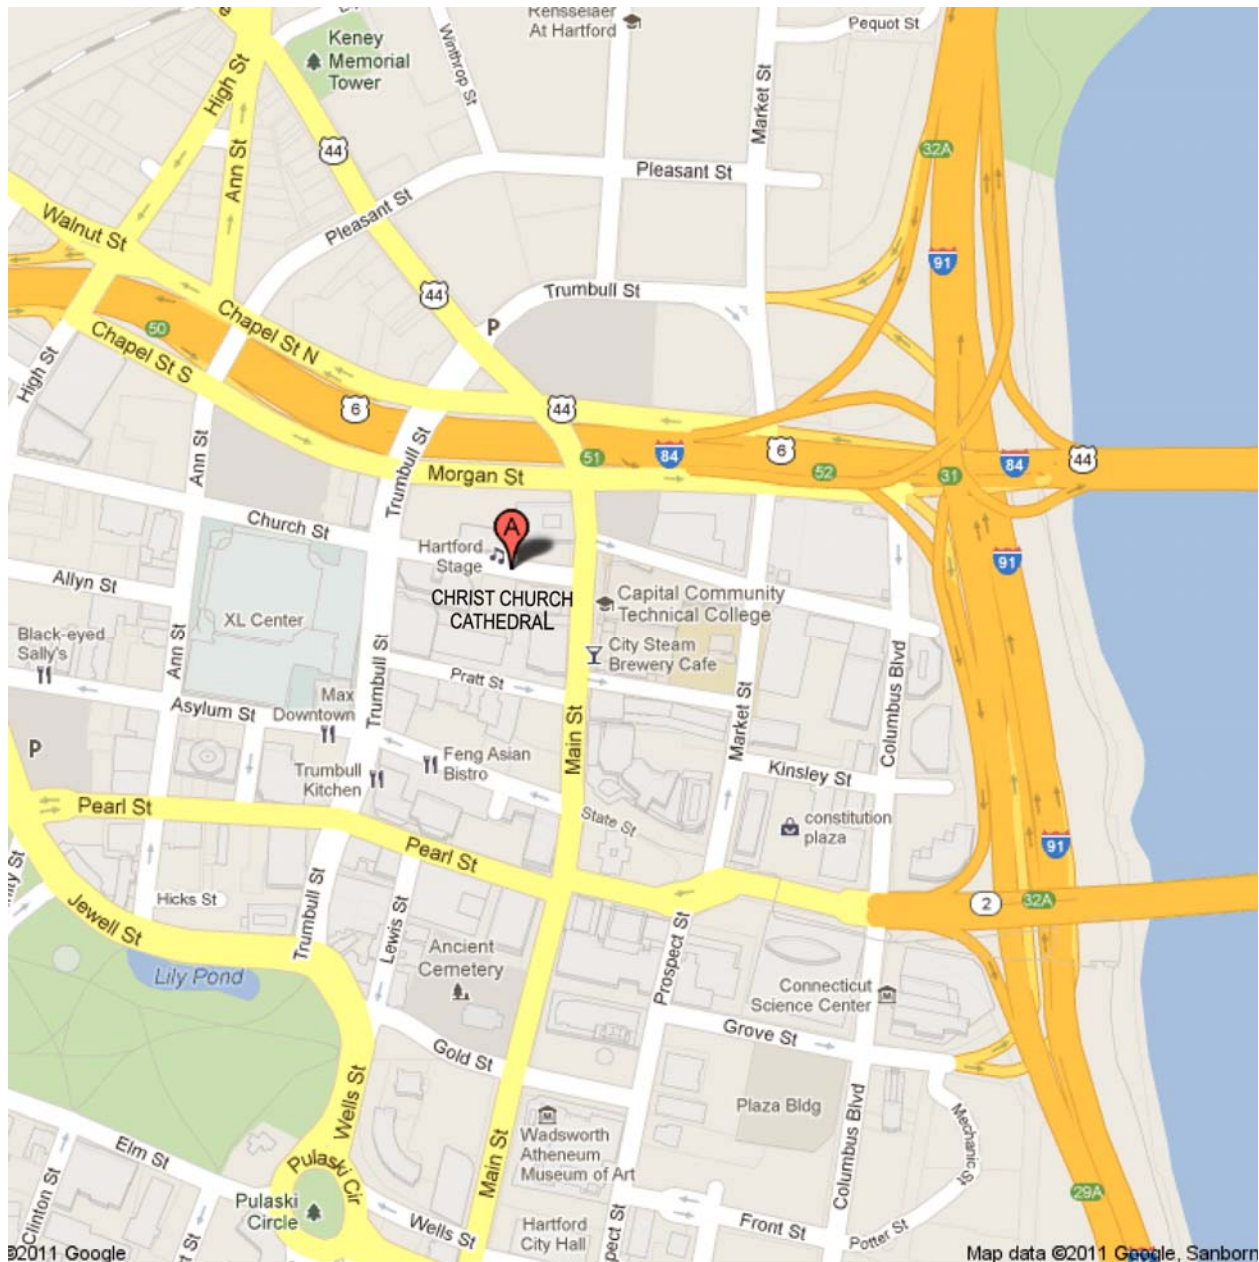 Rensselaer
At Hartford
Pequot St
Keney
Memorial
Tower
Winthrop St
Market St
High St
44
32A
Ann St
Pleasant St
Pleasant St
Walnut St
91
44
Trumbull St
P
50
Chapel St N
Chapel St S
High St
6
44
Trumbull St
Ann St
51
84
6
52
31
84
44
Morgan St
Church St
A
Hartford
Stage
91
Allyn St
CHRIST CHURCH
CATHEDRAL
Capital Community
Technical College
XL Center
Black-eyed
Sally's
Ann St
City Steam
Brewery Cafe
Trumbull St
Pratt St
Columbus Blvd
Asylum St
Max
Downtown
Market St
Main St
P
Feng Asian
Bistro
Trumbull
Kitchen
Kinsley St
Pearl St
State St
constitution
plaza
Pearl St
91
Hicks St
2
32A
Jewell St
Trumbull St
Lewis St
Ancient
Cemetery
Prospect St
Lily Pond
Connecticut
Science Center
Grove St
Gold St
Plaza Bldg
Wells St
Columbus Blvd
Mechanic St
Wadsworth
Atheneum
Museum of Art
Elm St
Main St
Pulaski Cir
Clinton St
Pulaski
Circle
29A
Wells St
Hartford
City Hall
Front St
Potter St
©2011 Google
Map data ©2011 Google, Sanborn